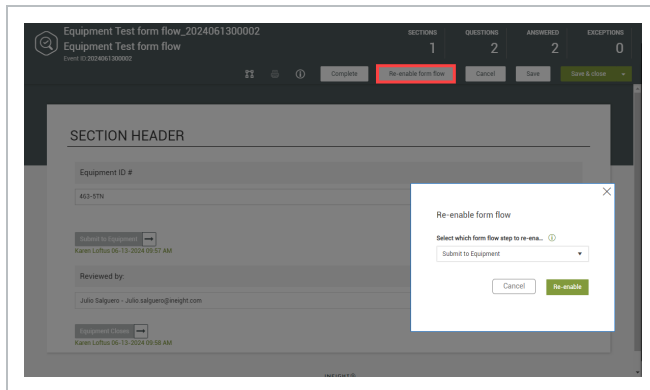 Equipment Test form flow_2024061300002
Equipment Test form flow
Event ID:2024061300002
SECTIONS QUESTIONS ANSWERED EXCEPTIONS
1 2 2 0
Complete Re-enable form flow Cancel Save Save & close
SECTION HEADER
Equipment ID #
463-STN
Submit to Equipment
Karen Loftus 06-13-2024 09:57 AM
Reviewed by:
Julio Salguero - Julio.salguero@ineight.com
Equipment Closes
Karen Loftus 06-13-2024 09:58 AM
Re-enable form flow
Select which form flow step to re-ena...
Submit to Equipment
Cancel Re-enable
INEIGHT®